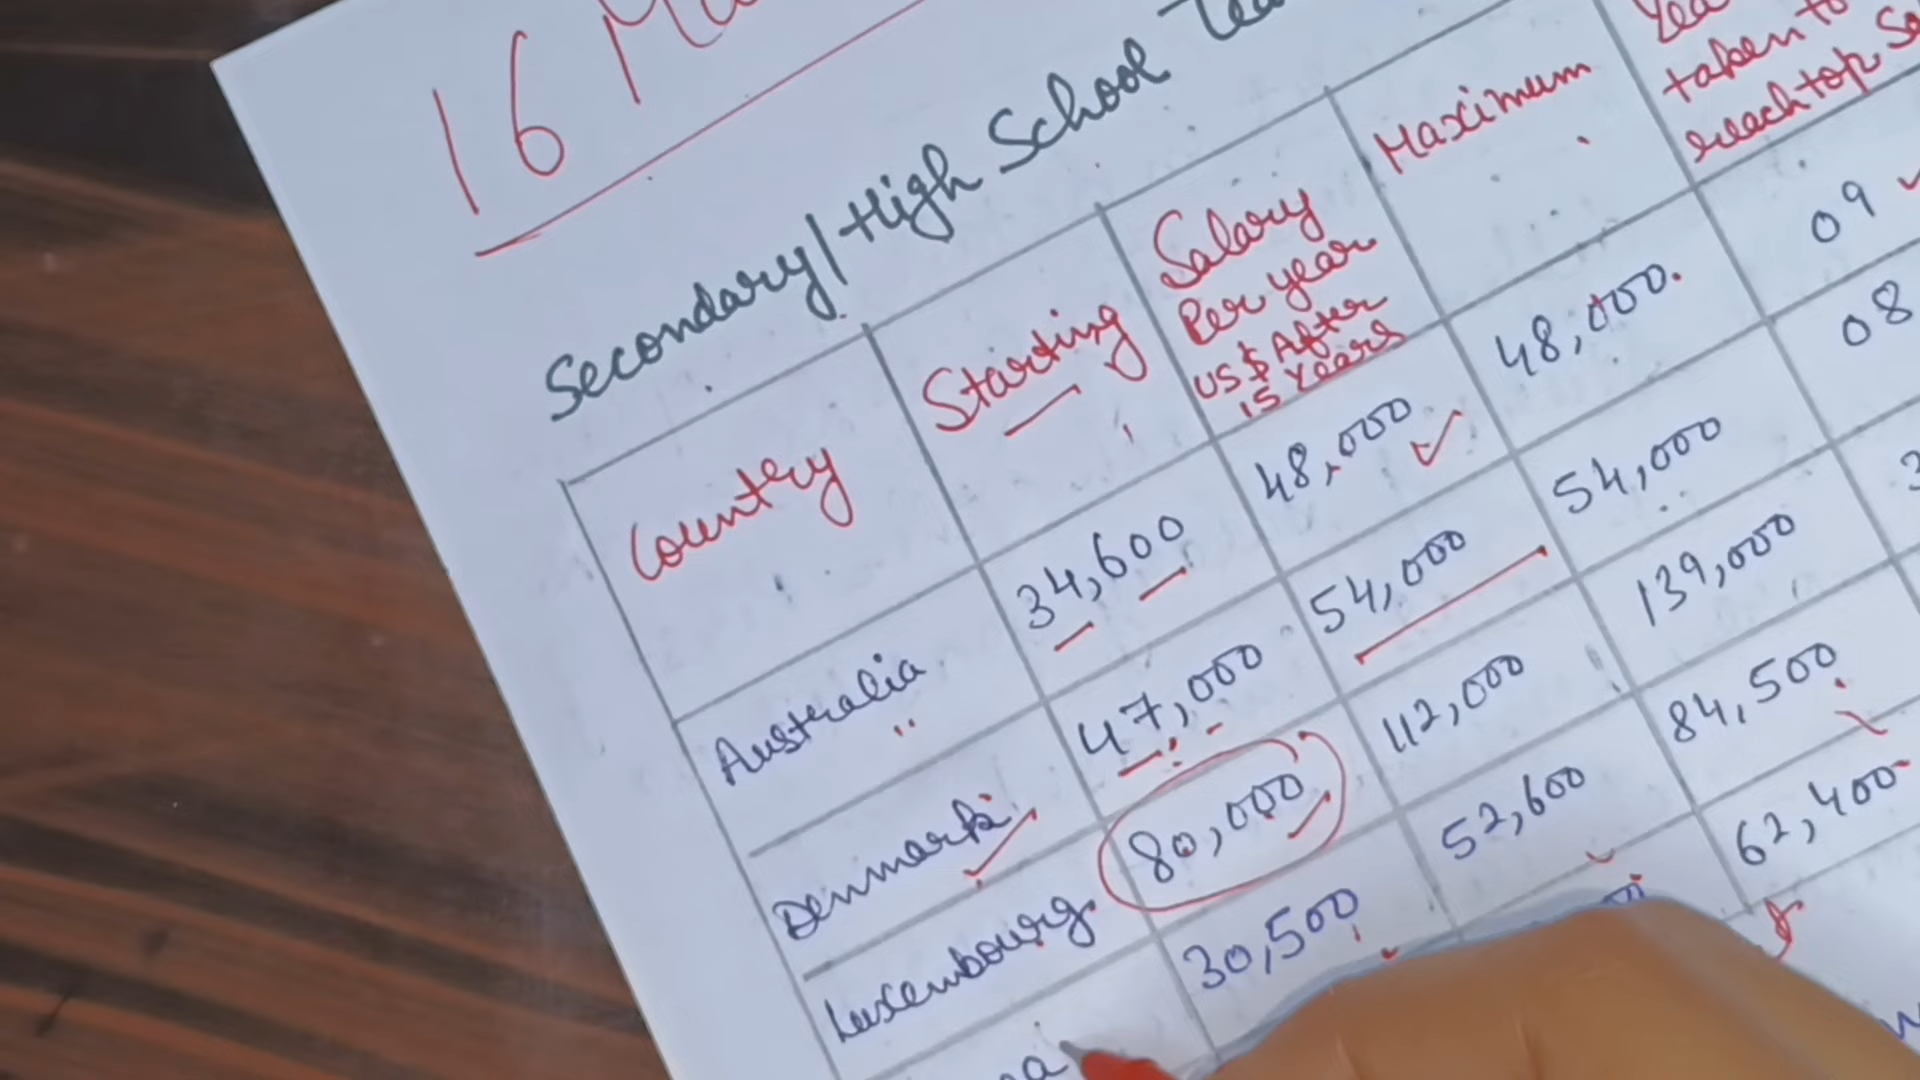 16
Secondary/High School
Country
Starting
Salary
Per year
US $ After
15 Years
Maximum
taken to
reach top
Australia
34,600
48,000
48,000.
09
Denmark
47,000
54,000
54,000
08
Luxembourg
80,000
112,000
139,000
30,500
52,600
84,500
62,400